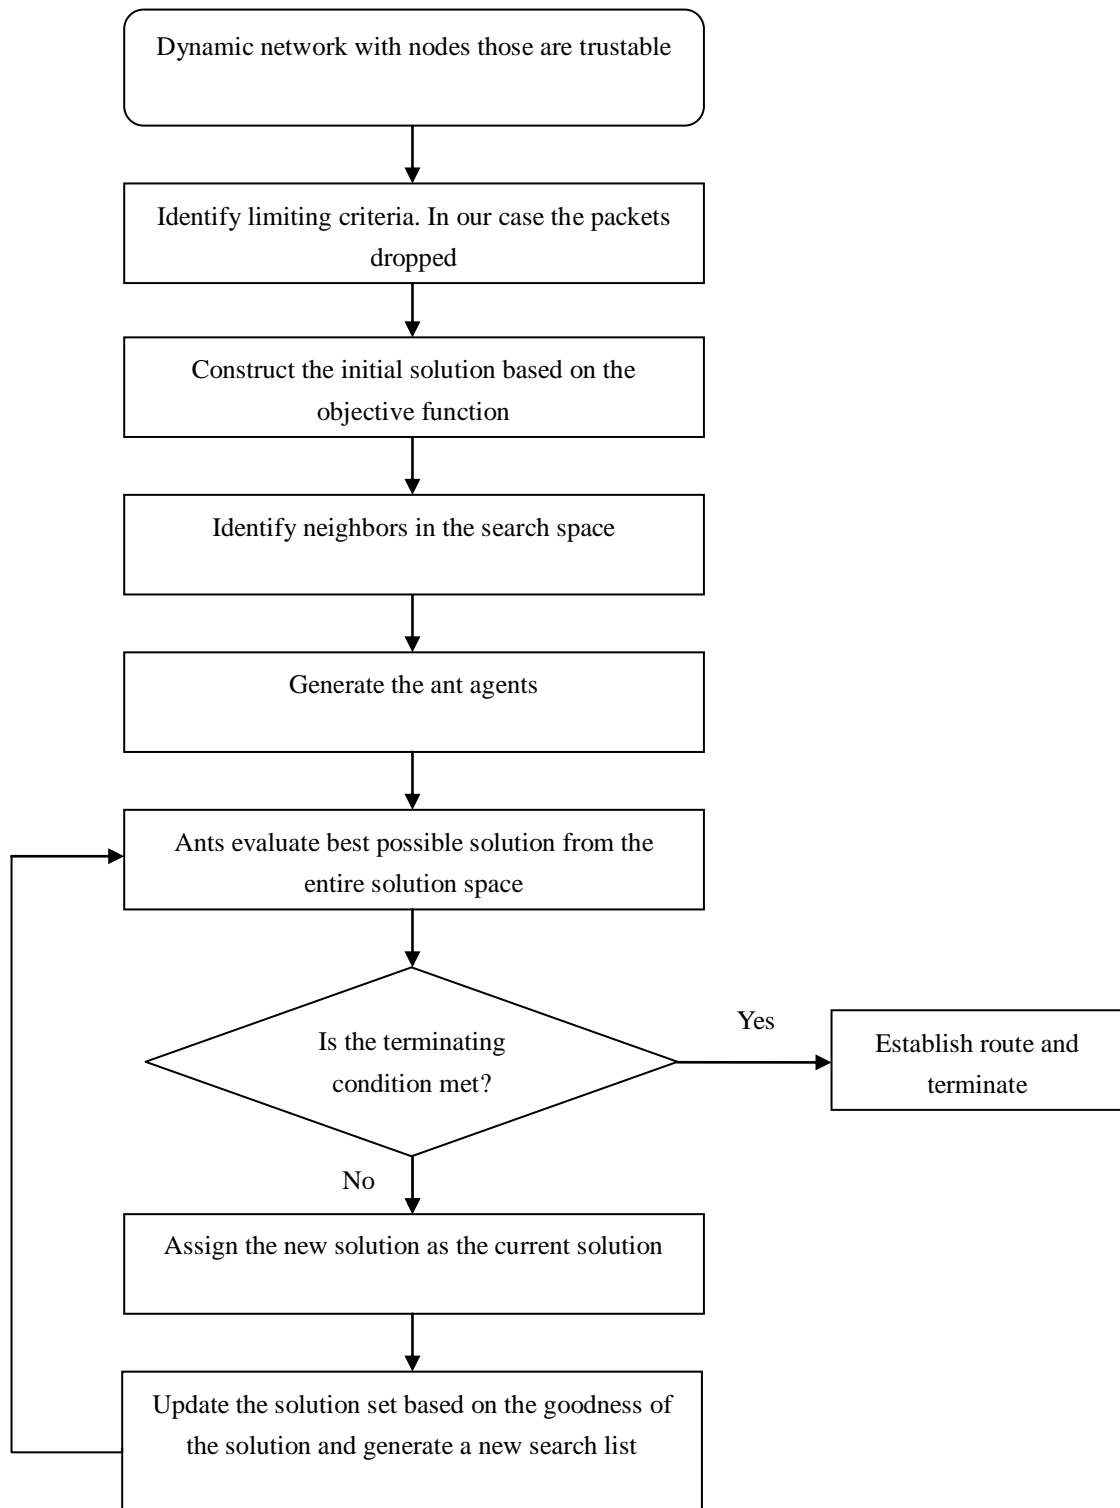 Dynamic network with nodes those are trustable
Identify limiting criteria. In our case the packets
dropped
Construct the initial solution based on the
objective function
Identify neighbors in the search space
Generate the ant agents
Ants evaluate best possible solution from the
entire solution space
Is the terminating
condition met?
Yes
Establish route and
terminate
No
Assign the new solution as the current solution
Update the solution set based on the goodness of
the solution and generate a new search list